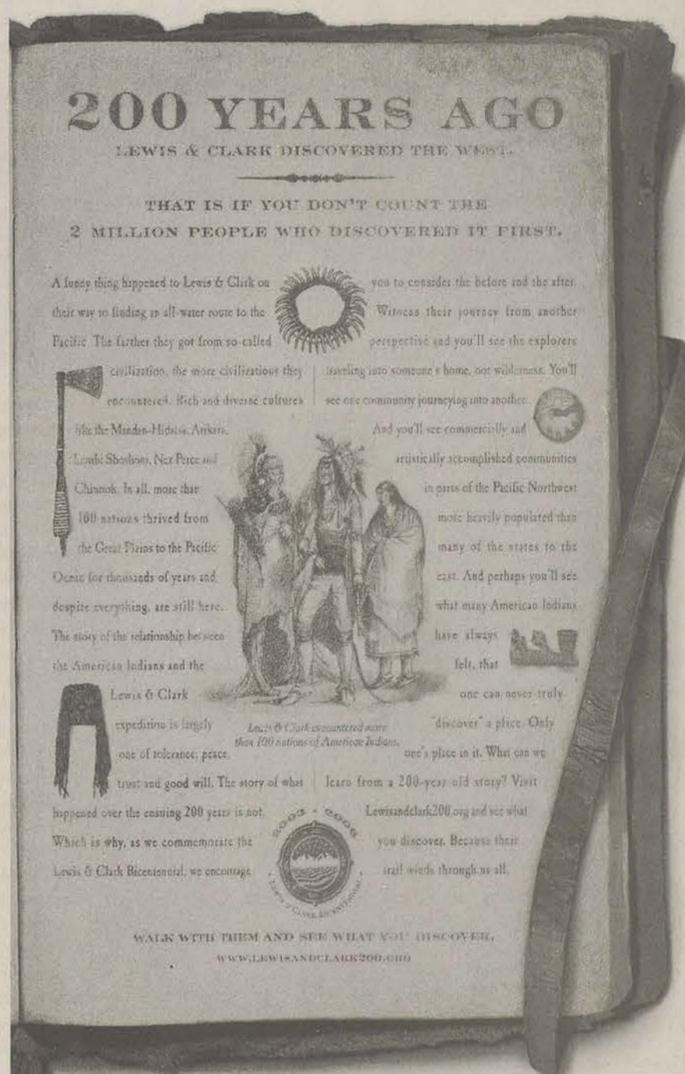 200 YEARS AGO
LEWIS & CLARK DISCOVERED THE WEST.
THAT IS IF YOU DON'T COUNT THE
2 MILLION PEOPLE WHO DISCOVERED IT FIRST.
A funny thing happened to Lewis & Clark on
their way to finding an all-water route to the
Pacific. The farther they got from so-called
civilization, the more civilizations they
encountered. Rich and diverse cultures
like the Mandan-Hidatsa, Arikara,
Lemhi Shoshoni, Nez Perce and
Chinook. In all, more than
100 nations thrived from
the Great Plains to the Pacific
Ocean for thousands of years and,
despite everything, are still here.
The story of the relationship between
the American Indians and the
Lewis & Clark
expedition is largely
one of tolerance, peace,
trust and good will. The story of what
happened over the ensuing 200 years is not.
Which is why, as we commemorate the
Lewis & Clark Bicentennial, we encourage
you to consider the before and the after.
Witness their journey from another
perspective and you'll see the explorers
traveling into someone's home, not wilderness. You'll
see one community journeying into another.
And you'll see commercially and
artistically accomplished communities
in parts of the Pacific Northwest
more heavily populated than
many of the states to the
east. And perhaps you'll see
what many American Indians
have always
felt, that
one can never truly
"discover" a place. Only
one's place in it. What can we
learn from a 200-year-old story? Visit
Lewisandclark200.org and see what
you discover. Because their
trail winds through us all.
Lewis & Clark encountered more
than 100 nations of American Indians.
2003 • 2006
LEWIS & CLARK BICENTENNIAL
WALK WITH THEM AND SEE WHAT YOU DISCOVER.
WWW.LEWISANDCLARK200.ORG